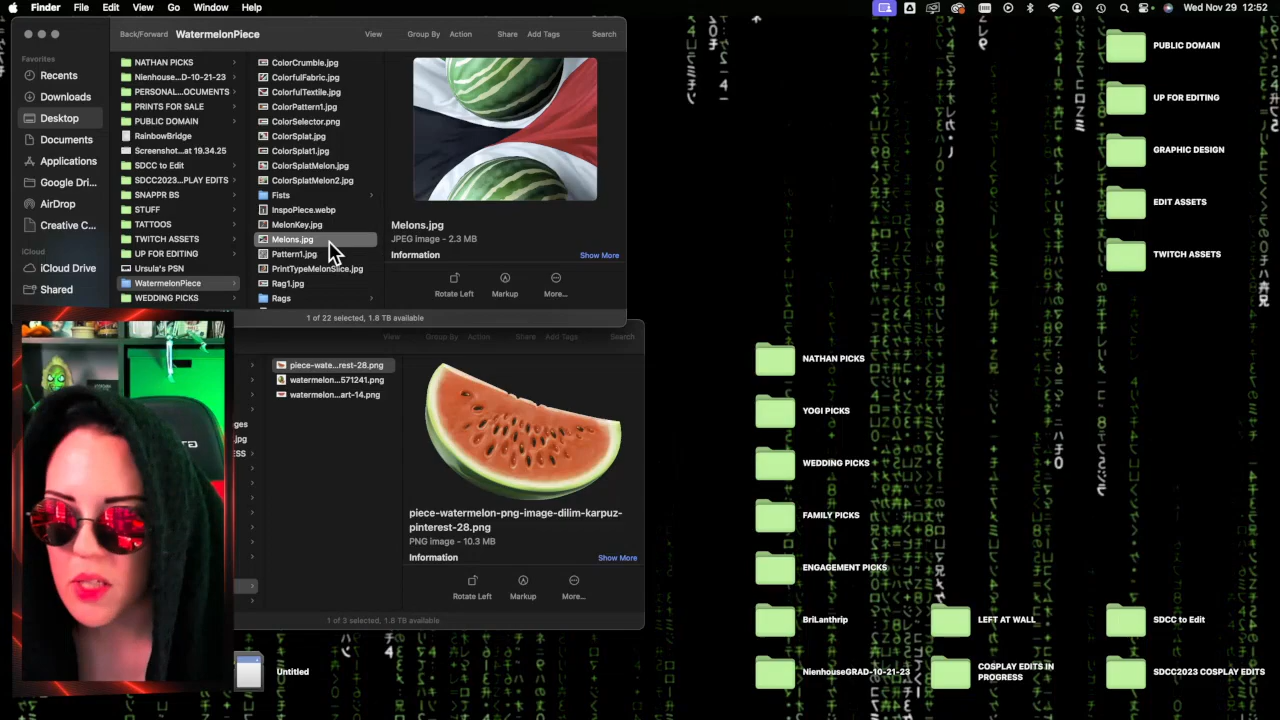 Finder File Edit View Go Window Help
Wed Nov 29 12:52
Back/Forward WatermelonPiece View Group By Action Share Add Tags Search
Favorites
Recents
Downloads
Desktop
Documents
Applications
Google Dri...
AirDrop
Creative C...
iCloud
iCloud Drive
Shared
NATHAN PICKS
Nienhouse...D-10-21-23
PERSONAL...OCUMENTS
PRINTS FOR SALE
PUBLIC DOMAIN
RainbowBridge
Screenshot...at 19.34.25
SDCC to Edit
SDCC2023...PLAY EDITS
SNAPPR BS
STUFF
TATTOOS
TWITCH ASSETS
UP FOR EDITING
Ursula's PSN
WatermelonPiece
WEDDING PICKS
ColorCrumble.jpg
ColorfulFabric.jpg
ColorfulTextile.jpg
ColorPattern1.jpg
ColorSelector.png
ColorSplat.jpg
ColorSplat1.jpg
ColorSplatMelon.jpg
ColorSplatMelon2.jpg
Fists
InspoPiece.webp
MelonKey.jpg
Melons.jpg
Pattern1.jpg
PrintTypeMelonSlice.jpg
Rag1.jpg
Rags
Melons.jpg
JPEG image - 2.3 MB
Information Show More
Rotate Left Markup More...
1 of 22 selected, 1.8 TB available
View Group By Action Share Add Tags Search
ges
.jpg
ESS
piece-wate...rest-28.png
watermelon...571241.png
watermelon...art-14.png
piece-watermelon-png-image-dilim-karpuz-
pinterest-28.png
PNG image - 10.3 MB
Information Show More
Rotate Left Markup More...
1 of 3 selected, 1.8 TB available
Untitled
PUBLIC DOMAIN
UP FOR EDITING
GRAPHIC DESIGN
EDIT ASSETS
TWITCH ASSETS
NATHAN PICKS
YOGI PICKS
WEDDING PICKS
FAMILY PICKS
ENGAGEMENT PICKS
BriLanthrip
LEFT AT WALL
SDCC to Edit
NienhouseGRAD-10-21-23
COSPLAY EDITS IN
PROGRESS
SDCC2023 COSPLAY EDITS